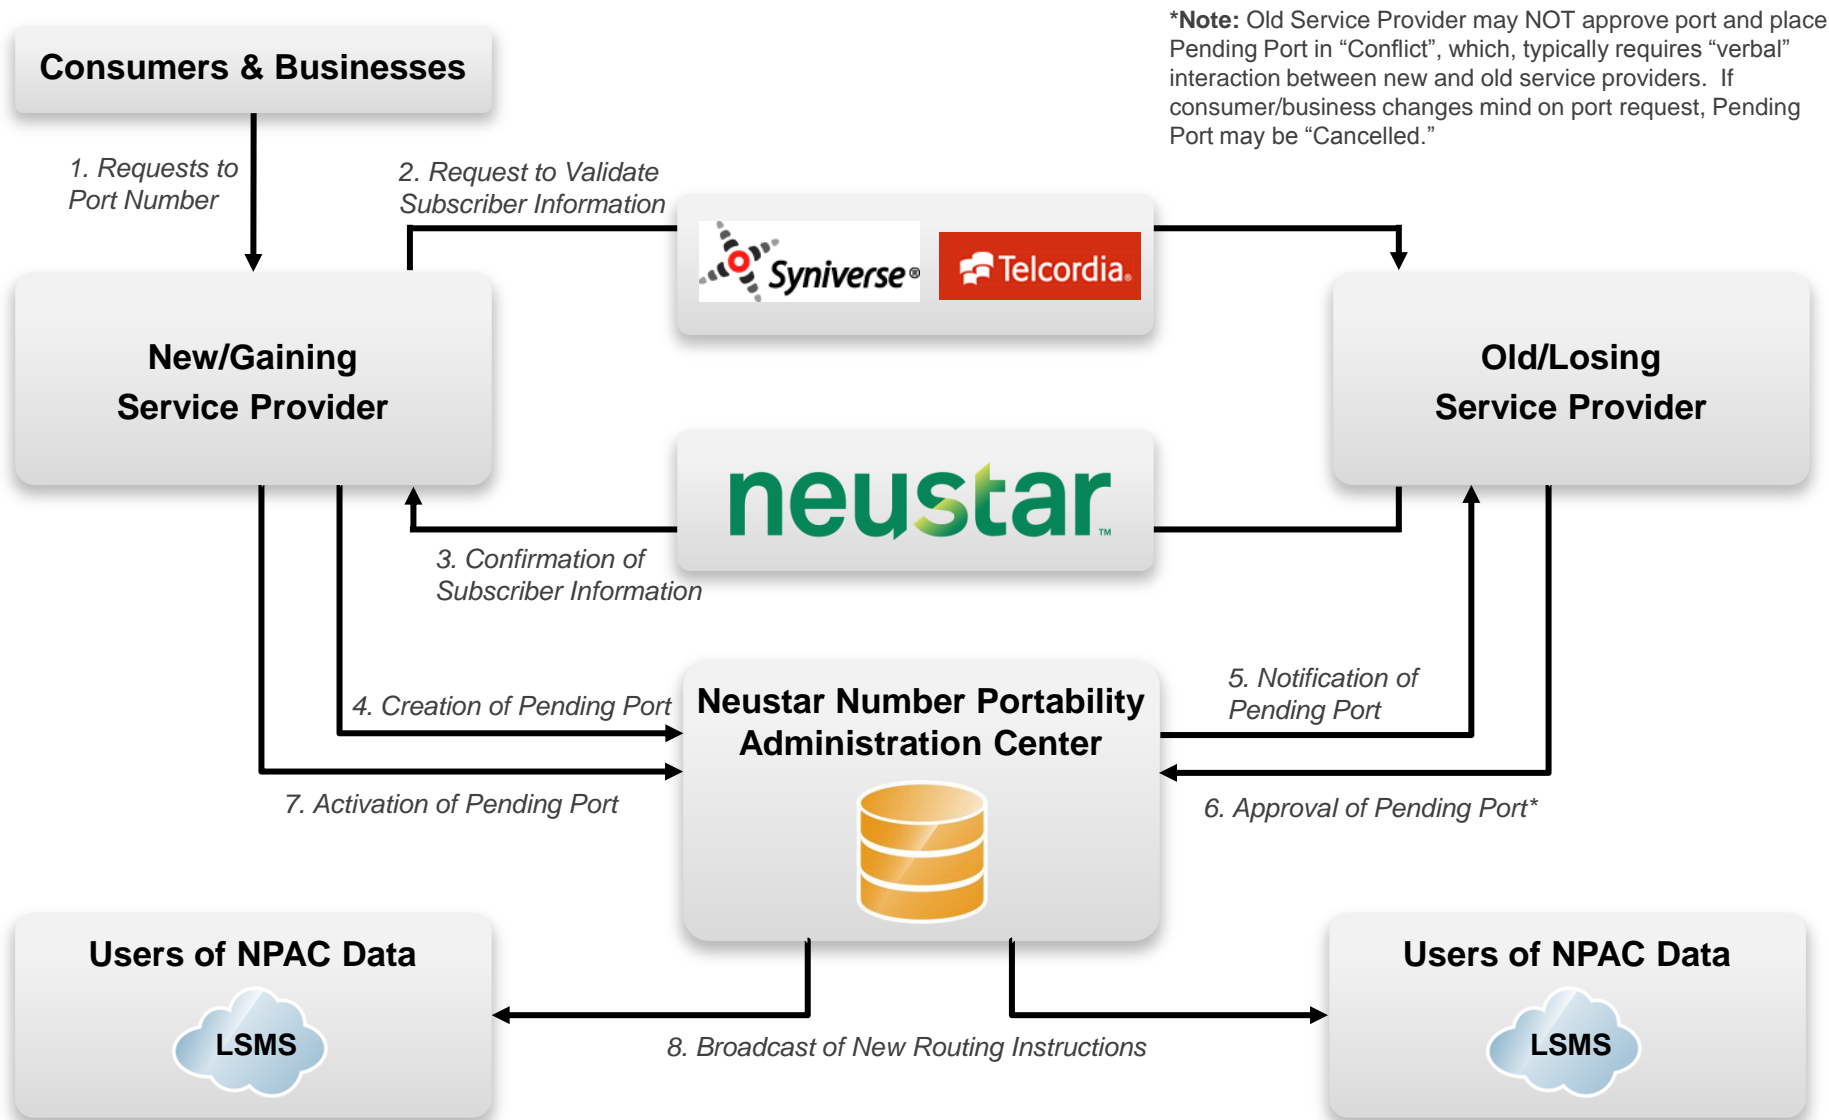 *Note: Old Service Provider may NOT approve port and place
Pending Port in “Conflict”, which, typically requires “verbal”
interaction between new and old service providers.  If
consumer/business changes mind on port request, Pending
Port may be “Cancelled.”
Consumers & Businesses
1. Requests to
Port Number
2. Request to Validate
Subscriber Information
Syniverse®
Telcordia®
New/Gaining
Service Provider
Old/Losing
Service Provider
neustar™
3. Confirmation of
Subscriber Information
4. Creation of Pending Port
Neustar Number Portability
Administration Center
5. Notification of
Pending Port
7. Activation of Pending Port
6. Approval of Pending Port*
Users of NPAC Data
LSMS
8. Broadcast of New Routing Instructions
Users of NPAC Data
LSMS